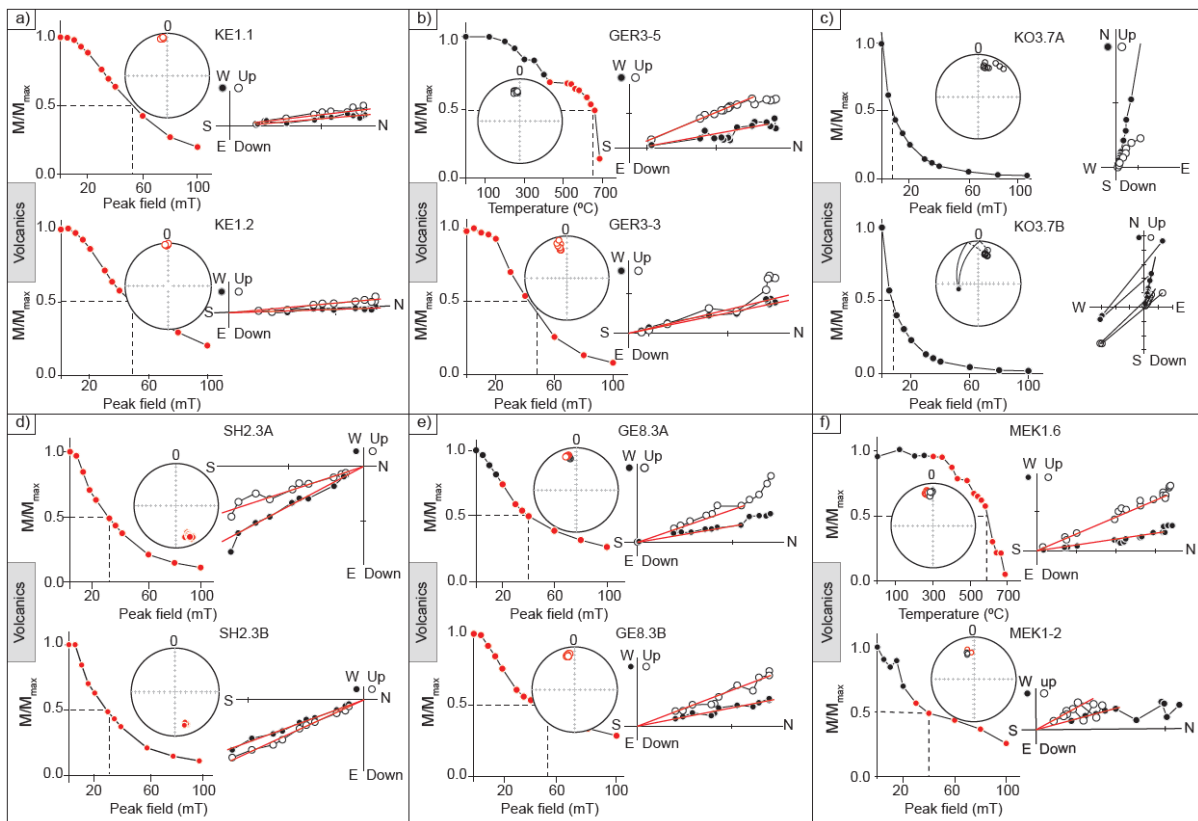 a)
KE1.1
0
M/Mmax
1.0
0.5
0.0
20
60
100
Peak field (mT)
W Up
S
N
E Down
KE1.2
0
M/Mmax
1.0
0.5
0.0
20
60
100
Peak field (mT)
W Up
S
N
E Down
Volcanics
b)
GER3-5
M/Mmax
1.0
0.5
0.0
0
100
300
500
700
Temperature (ºC)
W Up
S
N
E Down
GER3-3
0
M/Mmax
1.0
0.5
0.0
20
60
100
Peak field (mT)
W Up
S
N
E Down
Volcanics
c)
KO3.7A
0
M/Mmax
1.0
0.5
0.0
20
60
100
Peak field (mT)
N Up
W
E
S Down
KO3.7B
0
M/Mmax
1.0
0.5
0.0
20
60
100
Peak field (mT)
N Up
W
E
S Down
Volcanics
d)
SH2.3A
0
M/Mmax
1.0
0.5
0.0
20
60
100
Peak field (mT)
W Up
S
N
E Down
SH2.3B
0
M/Mmax
1.0
0.5
0.0
20
60
100
Peak field (mT)
W Up
S
N
E Down
Volcanics
e)
GE8.3A
0
M/Mmax
1.0
0.5
0.0
20
60
100
Peak field (mT)
W Up
S
N
E Down
GE8.3B
0
M/Mmax
1.0
0.5
0.0
20
60
100
Peak field (mT)
W Up
S
N
E Down
Volcanics
f)
MEK1.6
0
M/Mmax
1.0
0.5
0.0
100
300
500
700
Temperature (ºC)
W Up
S
N
E Down
MEK1-2
0
M/Mmax
1.0
0.5
0.0
20
60
100
Peak field (mT)
W up
S
N
E Down
Volcanics